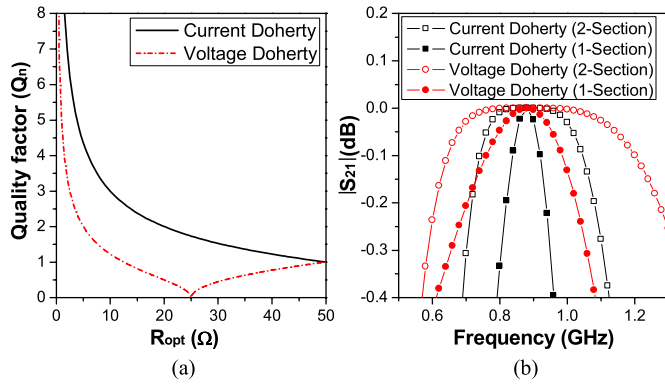 Current Doherty
Voltage Doherty
Quality factor (Qn)
8
7
6
5
4
3
2
1
0
0 10 20 30 40 50
Ropt (Ω)
(a)
Current Doherty (2-Section)
Current Doherty (1-Section)
Voltage Doherty (2-Section)
Voltage Doherty (1-Section)
|S21|(dB)
0.2
0.1
0.0
-0.1
-0.2
-0.3
-0.4
0.6 0.8 1.0 1.2
Frequency (GHz)
(b)